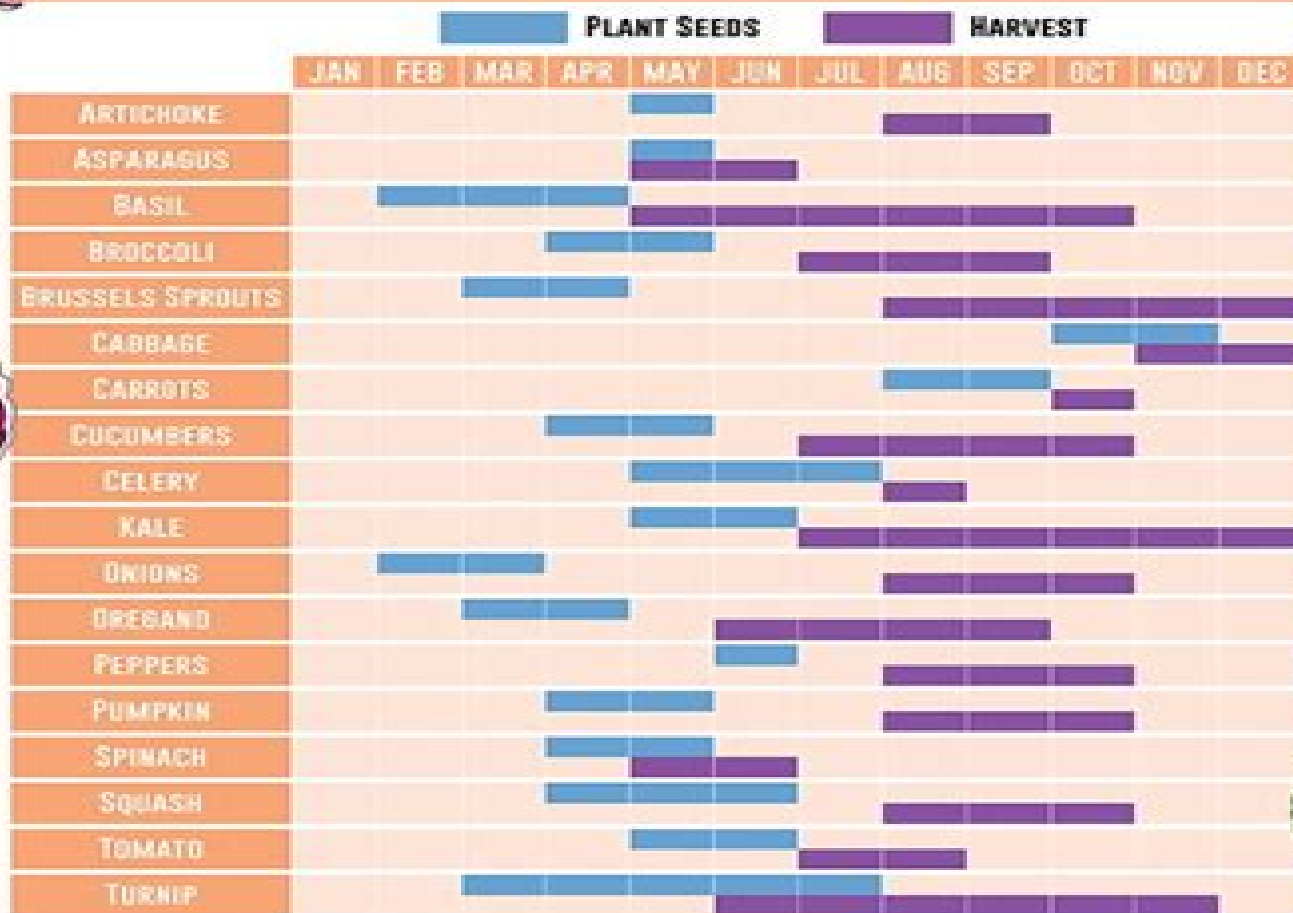 PLANT SEEDS HARVEST
JAN FEB MAR APR MAY JUN JUL AUG SEP OCT NOV DEC
ARTICHOKE
ASPARAGUS
BASIL
BROCCOLI
BRUSSELS SPROUTS
CABBAGE
CARROTS
CUCUMBERS
CELERY
KALE
ONIONS
OREGANO
PEPPERS
PUMPKIN
SPINACH
SQUASH
TOMATO
TURNIP